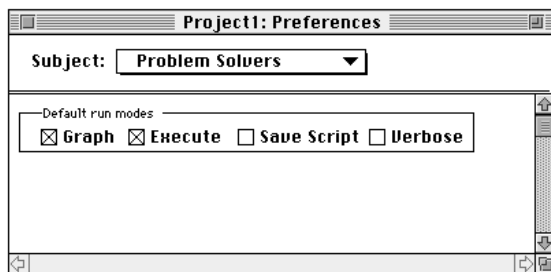 Project1: Preferences
Subject: Problem Solvers
Default run modes
Graph Execute Save Script Verbose